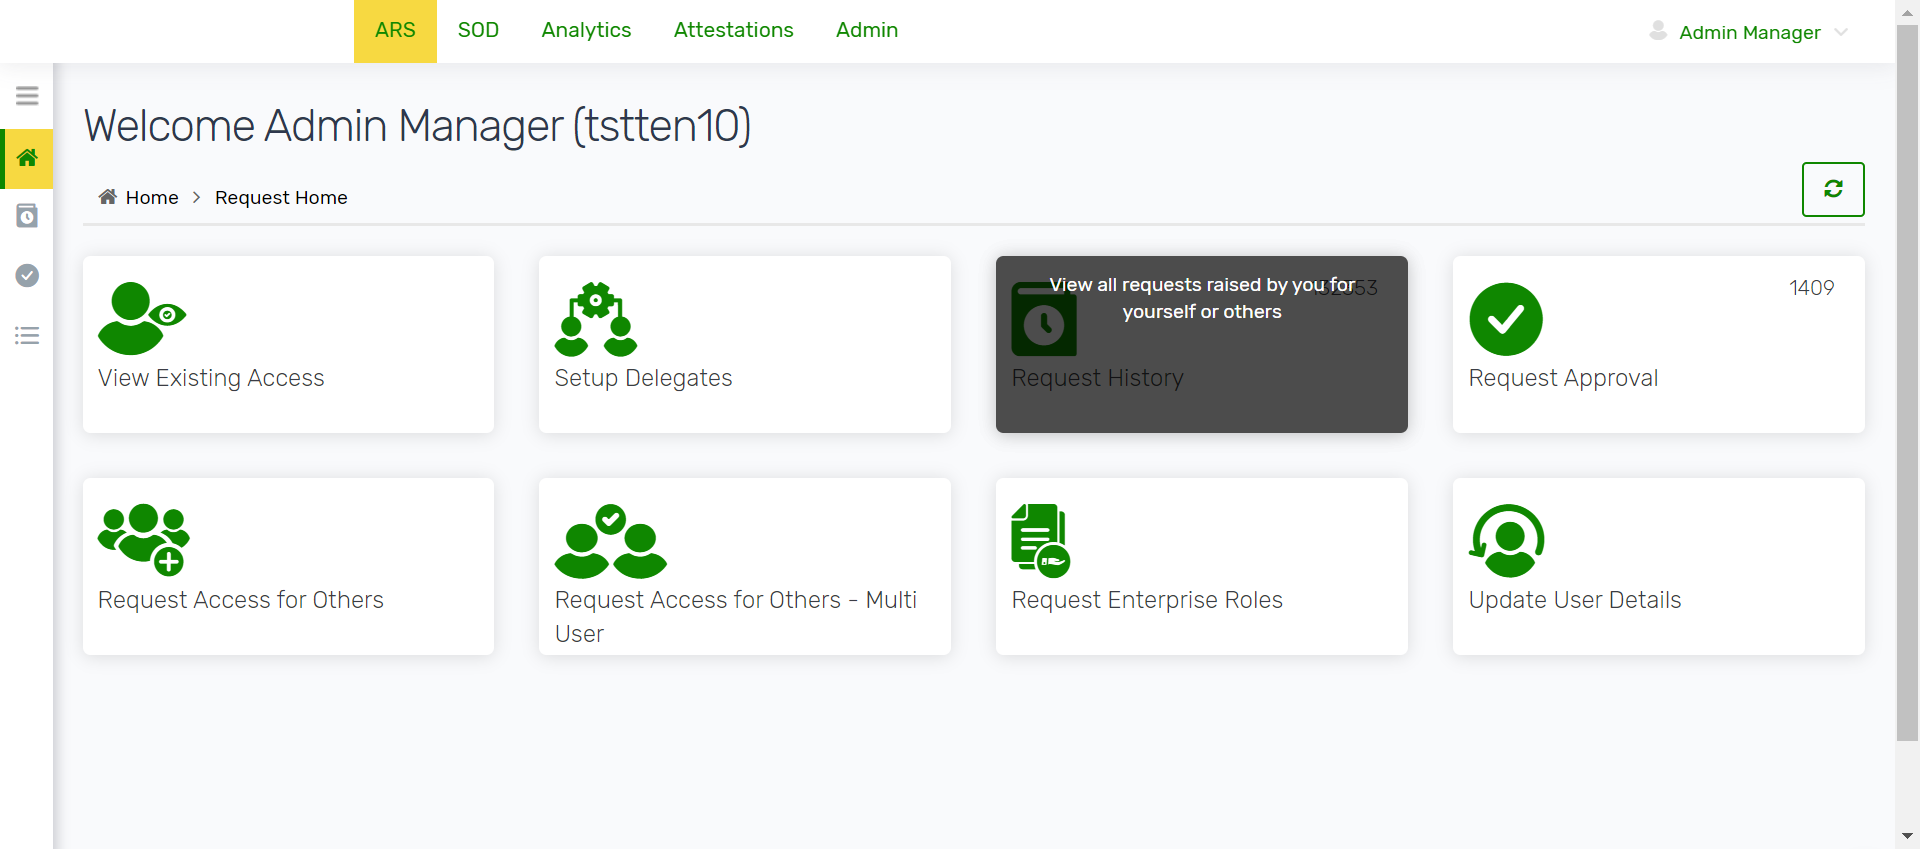 ARS SOD Analytics Attestations Admin Admin Manager
Welcome Admin Manager (tstten10)
Home Request Home
View Existing Access
Setup Delegates
View all requests raised by you for
yourself or others
Request History
1409
Request Approval
Request Access for Others
Request Access for Others - Multi
User
Request Enterprise Roles
Update User Details